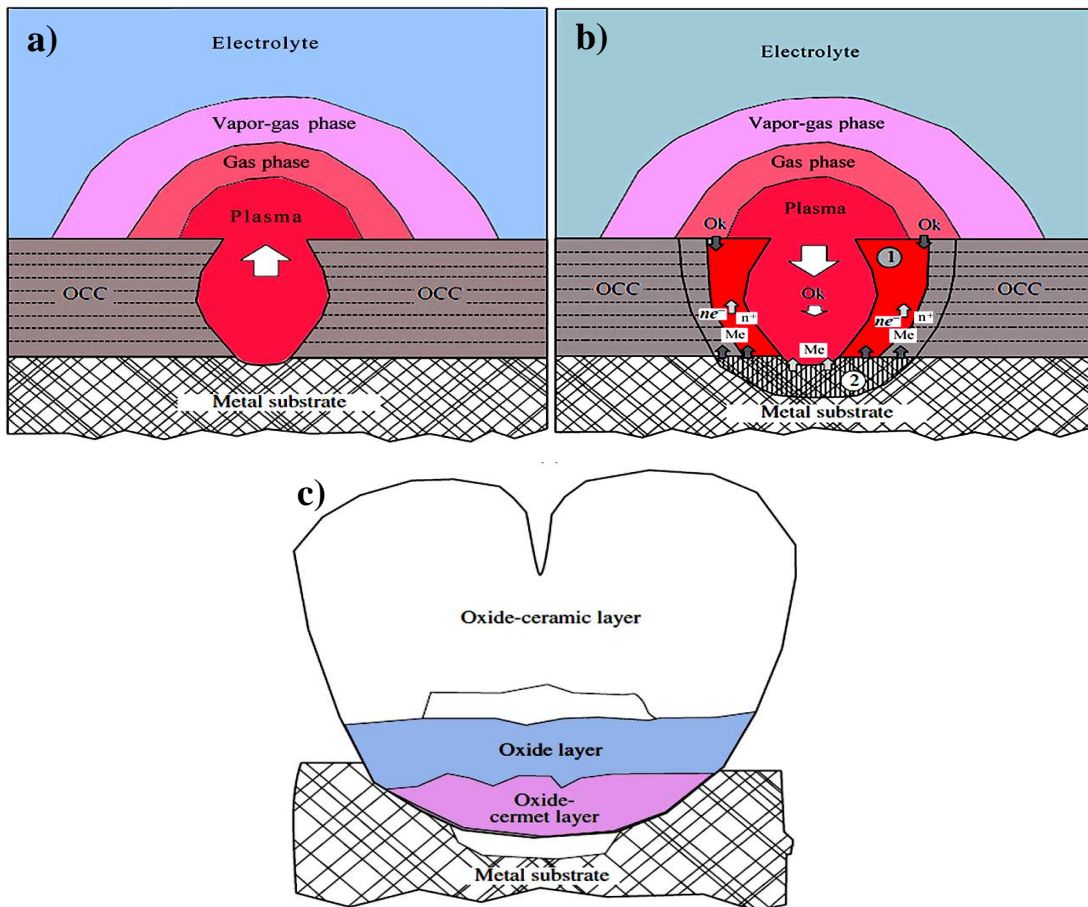 a)
Electrolyte
Vapor-gas phase
Gas phase
Plasma
OCC
OCC
Metal substrate
b)
Electrolyte
Vapor-gas phase
Gas phase
Plasma
Ok
Ok
1
OCC
Ok
OCC
ne⁻
n⁺
ne⁻
n⁺
Me
Me
Me
2
Metal substrate
c)
Oxide-ceramic layer
Oxide layer
Oxide-
cermet layer
Metal substrate